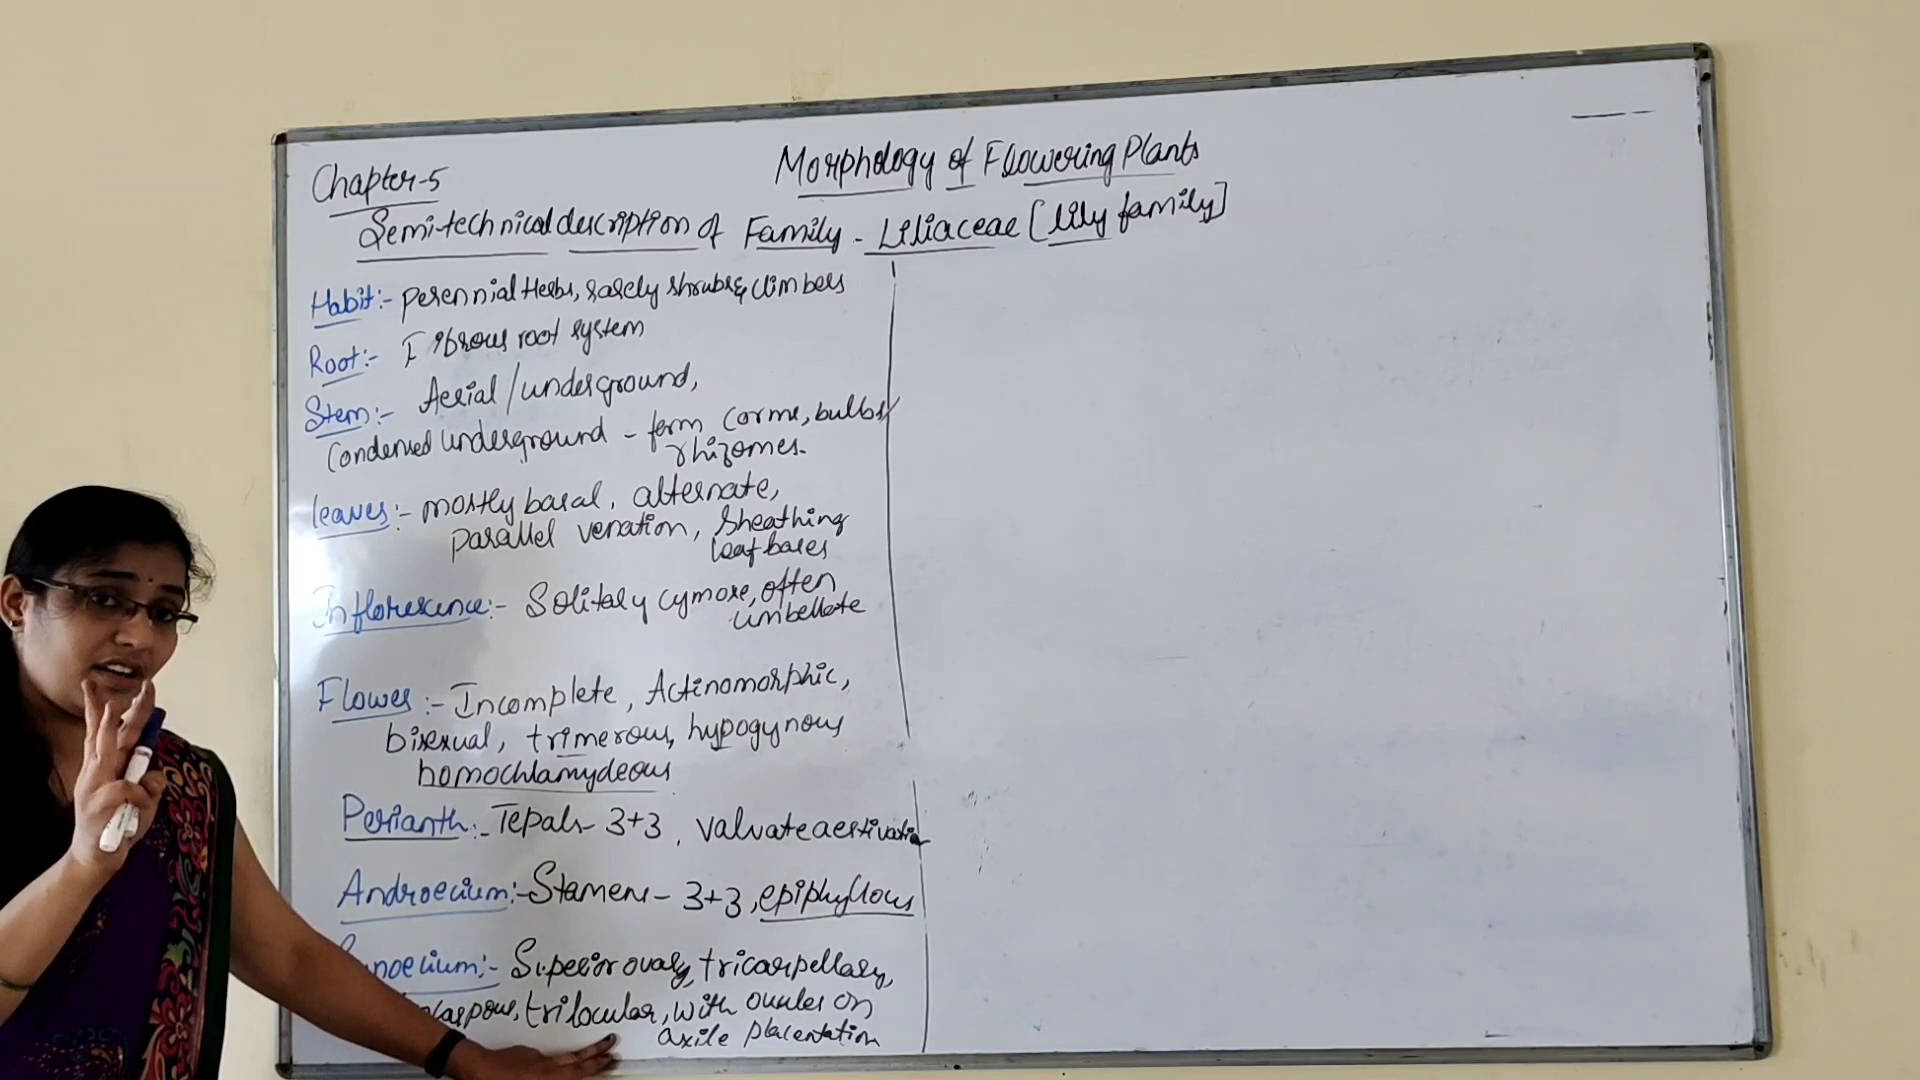 Chapter-5
Morphology of Flowering Plants
Semi-technical description of Family - Liliaceae [lily family]
Habit:- perennial Herbs, rarely shrubs & climbers
Root:- Fibrous root system
Stem:- Aerial / underground,
Condensed underground - form corms, bulbs/
rhizomes.
leaves:- mostly basal, alternate,
parallel venation, sheathing
leaf bases
Inflorescence:- Solitary cymose, often
umbellate
Flower:- Incomplete, Actinomorphic,
bisexual, trimerous, hypogynous
homochlamydeous
Perianth:- Tepals- 3+3, valvate aestivation
Androecium:- Stamens- 3+3, epiphyllous
Superior ovary, tricarpellary,
trilocular, with ovules on
axile placentation